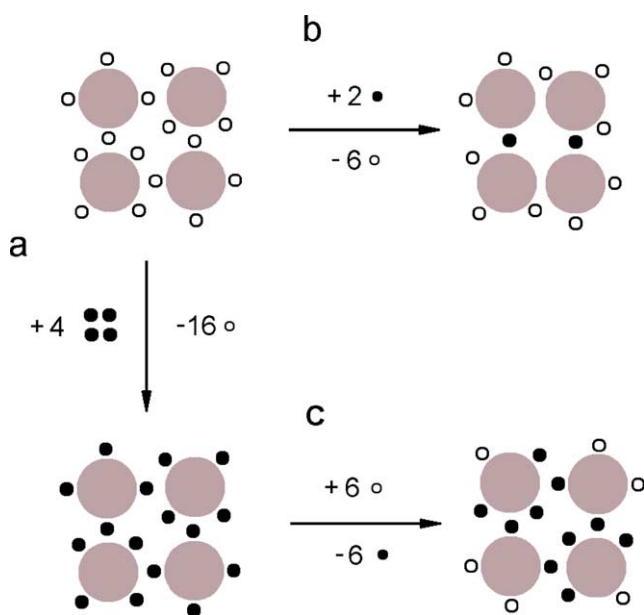 b
+ 2 ●
- 6 ○
a
+ 4
-16 ○
c
+ 6 ○
-6 ●